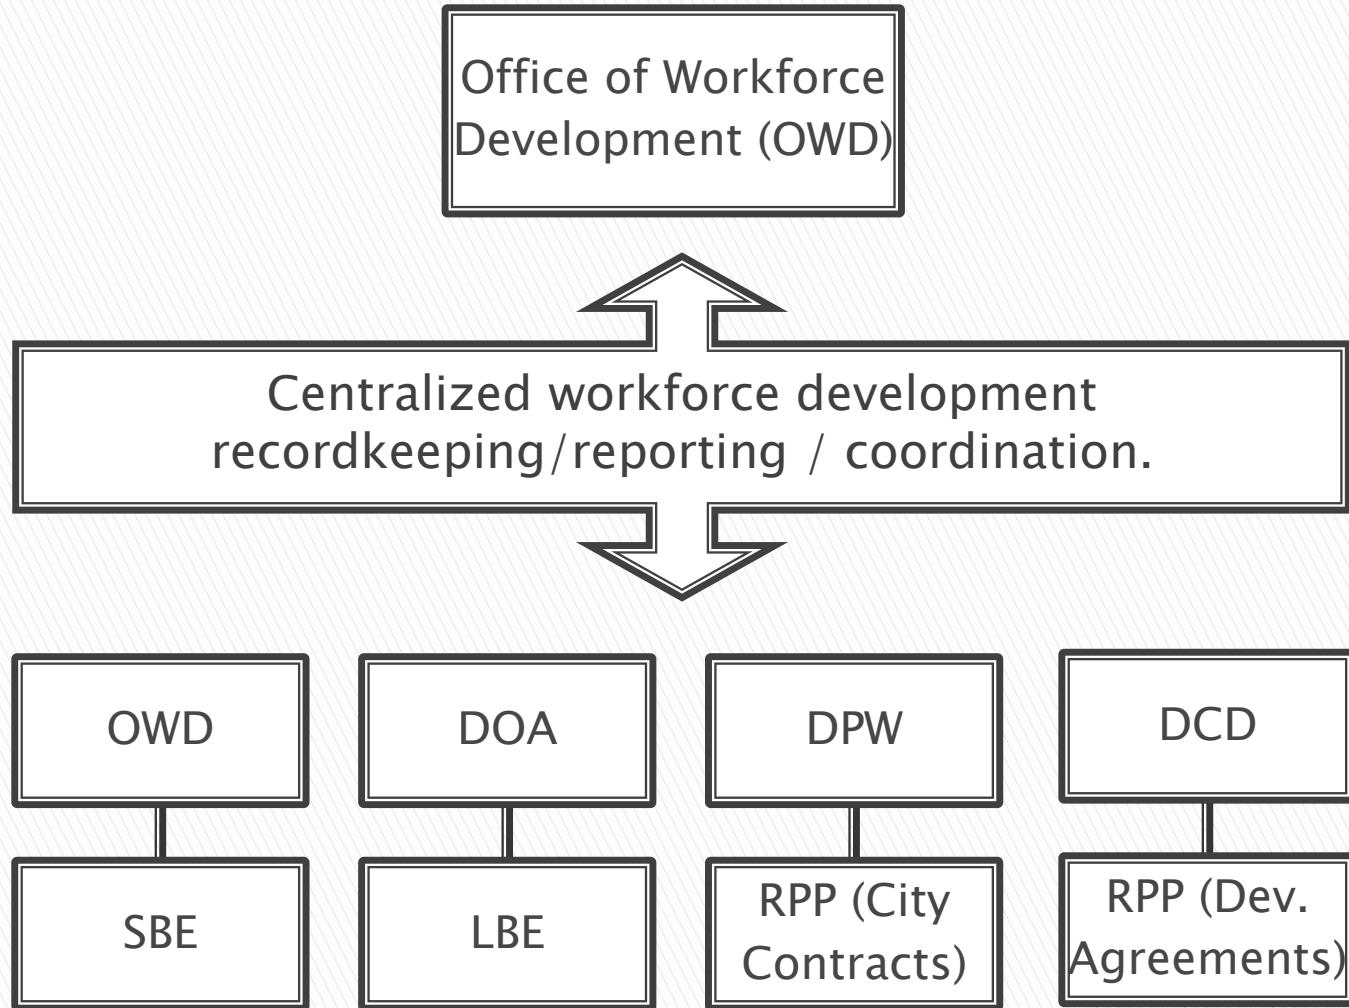 Office of Workforce
Development (OWD)
Centralized workforce development
recordkeeping/reporting / coordination.
OWD
DOA
DPW
DCD
SBE
LBE
RPP (City
Contracts)
RPP (Dev.
Agreements)